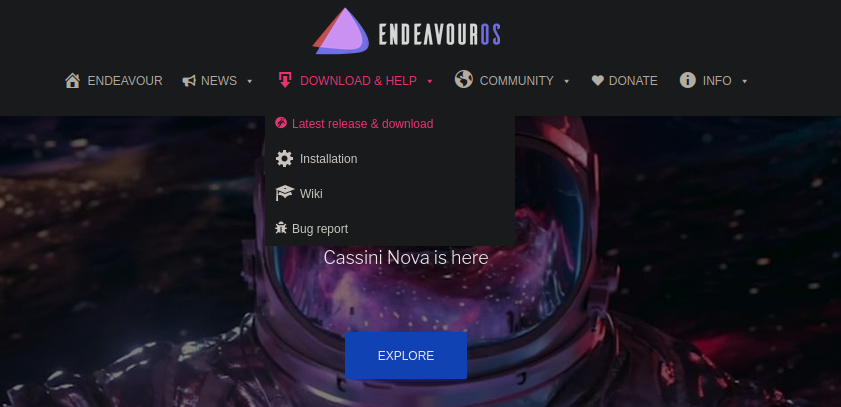 ENDEAVOUROS
ENDEAVOUR NEWS DOWNLOAD & HELP COMMUNITY DONATE INFO
Latest release & download
Installation
Wiki
Bug report
Cassini Nova is here
EXPLORE